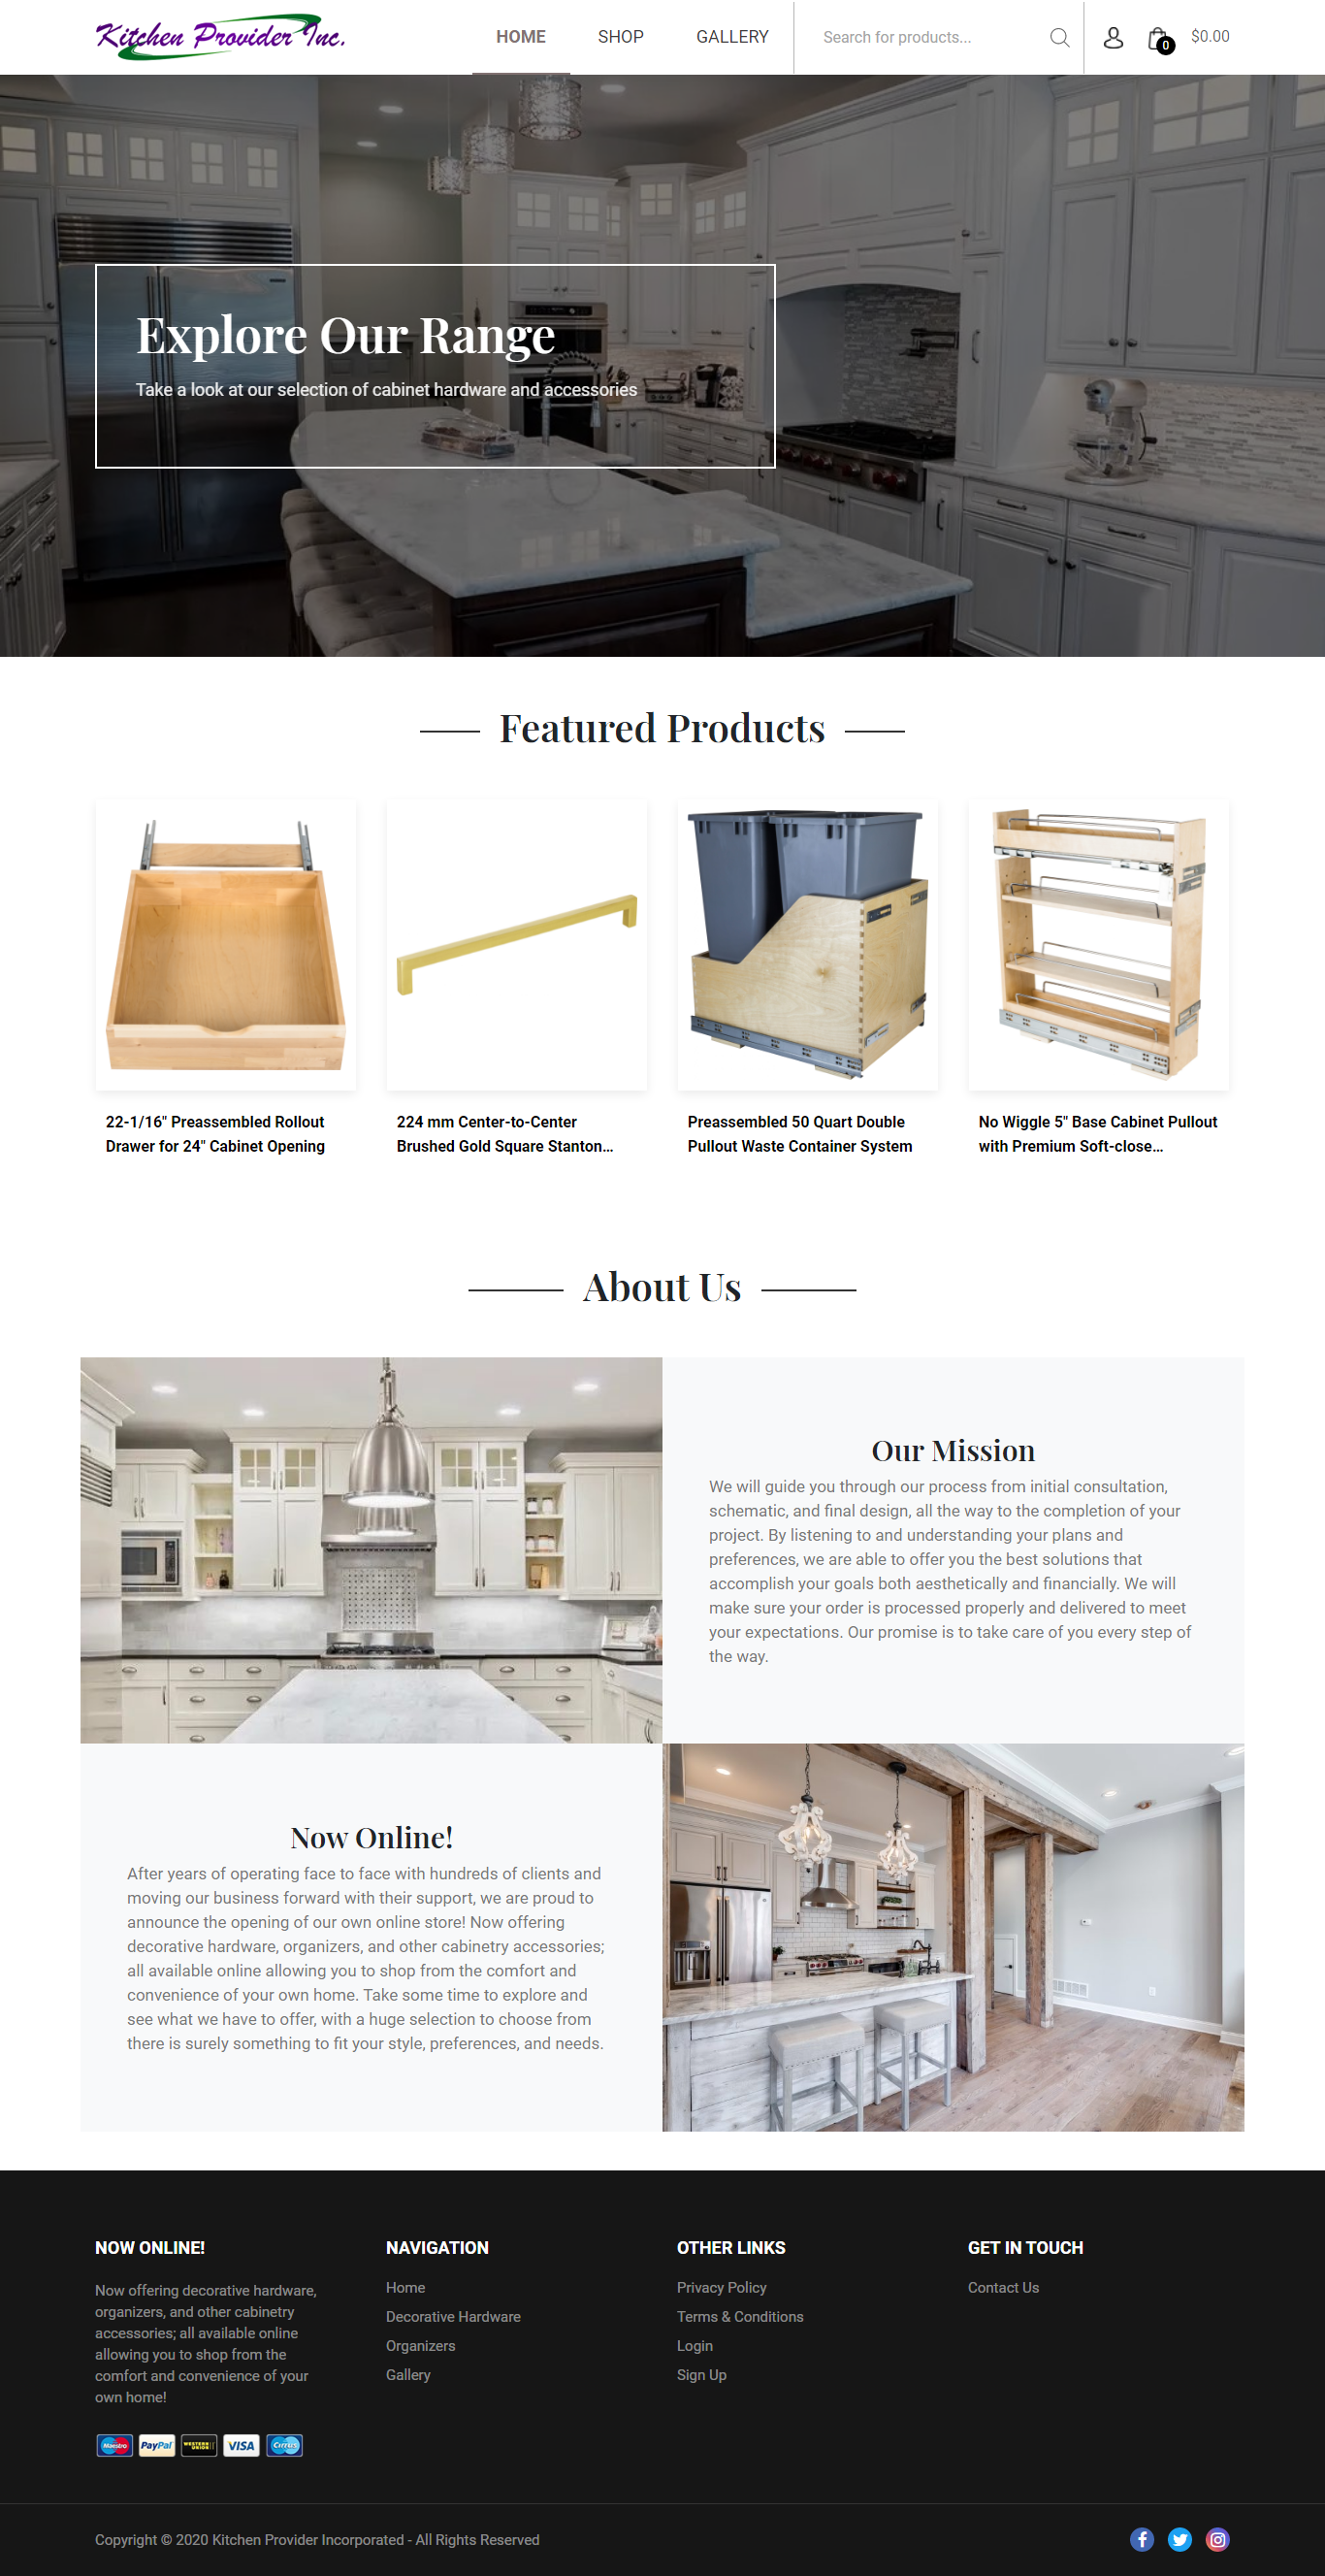 Kitchen Provider Inc.
HOME
SHOP
GALLERY
Search for products...
0
$0.00
Explore Our Range
Take a look at our selection of cabinet hardware and accessories
Featured Products
22-1/16" Preassembled Rollout
Drawer for 24" Cabinet Opening
224 mm Center-to-Center
Brushed Gold Square Stanton...
Preassembled 50 Quart Double
Pullout Waste Container System
No Wiggle 5" Base Cabinet Pullout
with Premium Soft-close...
About Us
Our Mission
We will guide you through our process from initial consultation,
schematic, and final design, all the way to the completion of your
project. By listening to and understanding your plans and
preferences, we are able to offer you the best solutions that
accomplish your goals both aesthetically and financially. We will
make sure your order is processed properly and delivered to meet
your expectations. Our promise is to take care of you every step of
the way.
Now Online!
After years of operating face to face with hundreds of clients and
moving our business forward with their support, we are proud to
announce the opening of our own online store! Now offering
decorative hardware, organizers, and other cabinetry accessories;
all available online allowing you to shop from the comfort and
convenience of your own home. Take some time to explore and
see what we have to offer, with a huge selection to choose from
there is surely something to fit your style, preferences, and needs.
NOW ONLINE!
Now offering decorative hardware,
organizers, and other cabinetry
accessories; all available online
allowing you to shop from the
comfort and convenience of your
own home!
Maestro
PayPal
WESTERN UNION
VISA
Cirrus
NAVIGATION
Home
Decorative Hardware
Organizers
Gallery
OTHER LINKS
Privacy Policy
Terms & Conditions
Login
Sign Up
GET IN TOUCH
Contact Us
Copyright © 2020 Kitchen Provider Incorporated - All Rights Reserved